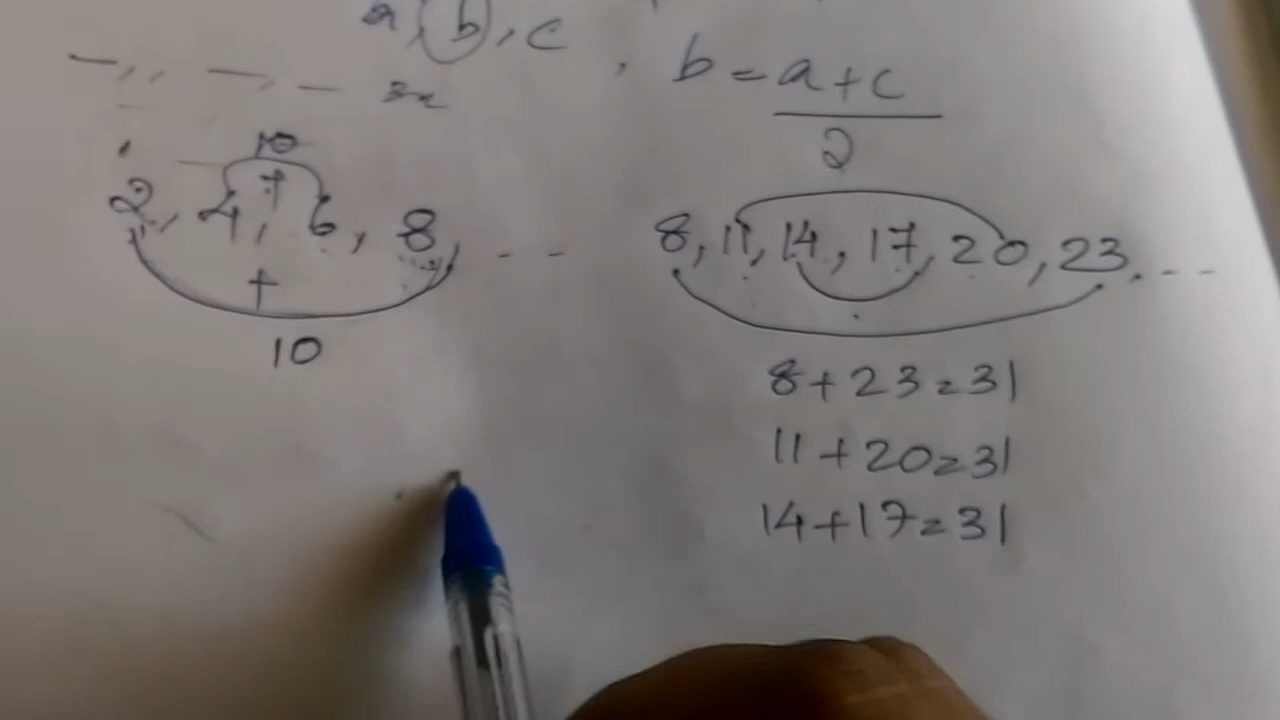 a, b, c
, b = a+c
2
10
+
2, 4, 6, 8, - -
+
10
8, 11, 14, 17, 20, 23, - - -
8+23=31
11+20=31
14+17=31